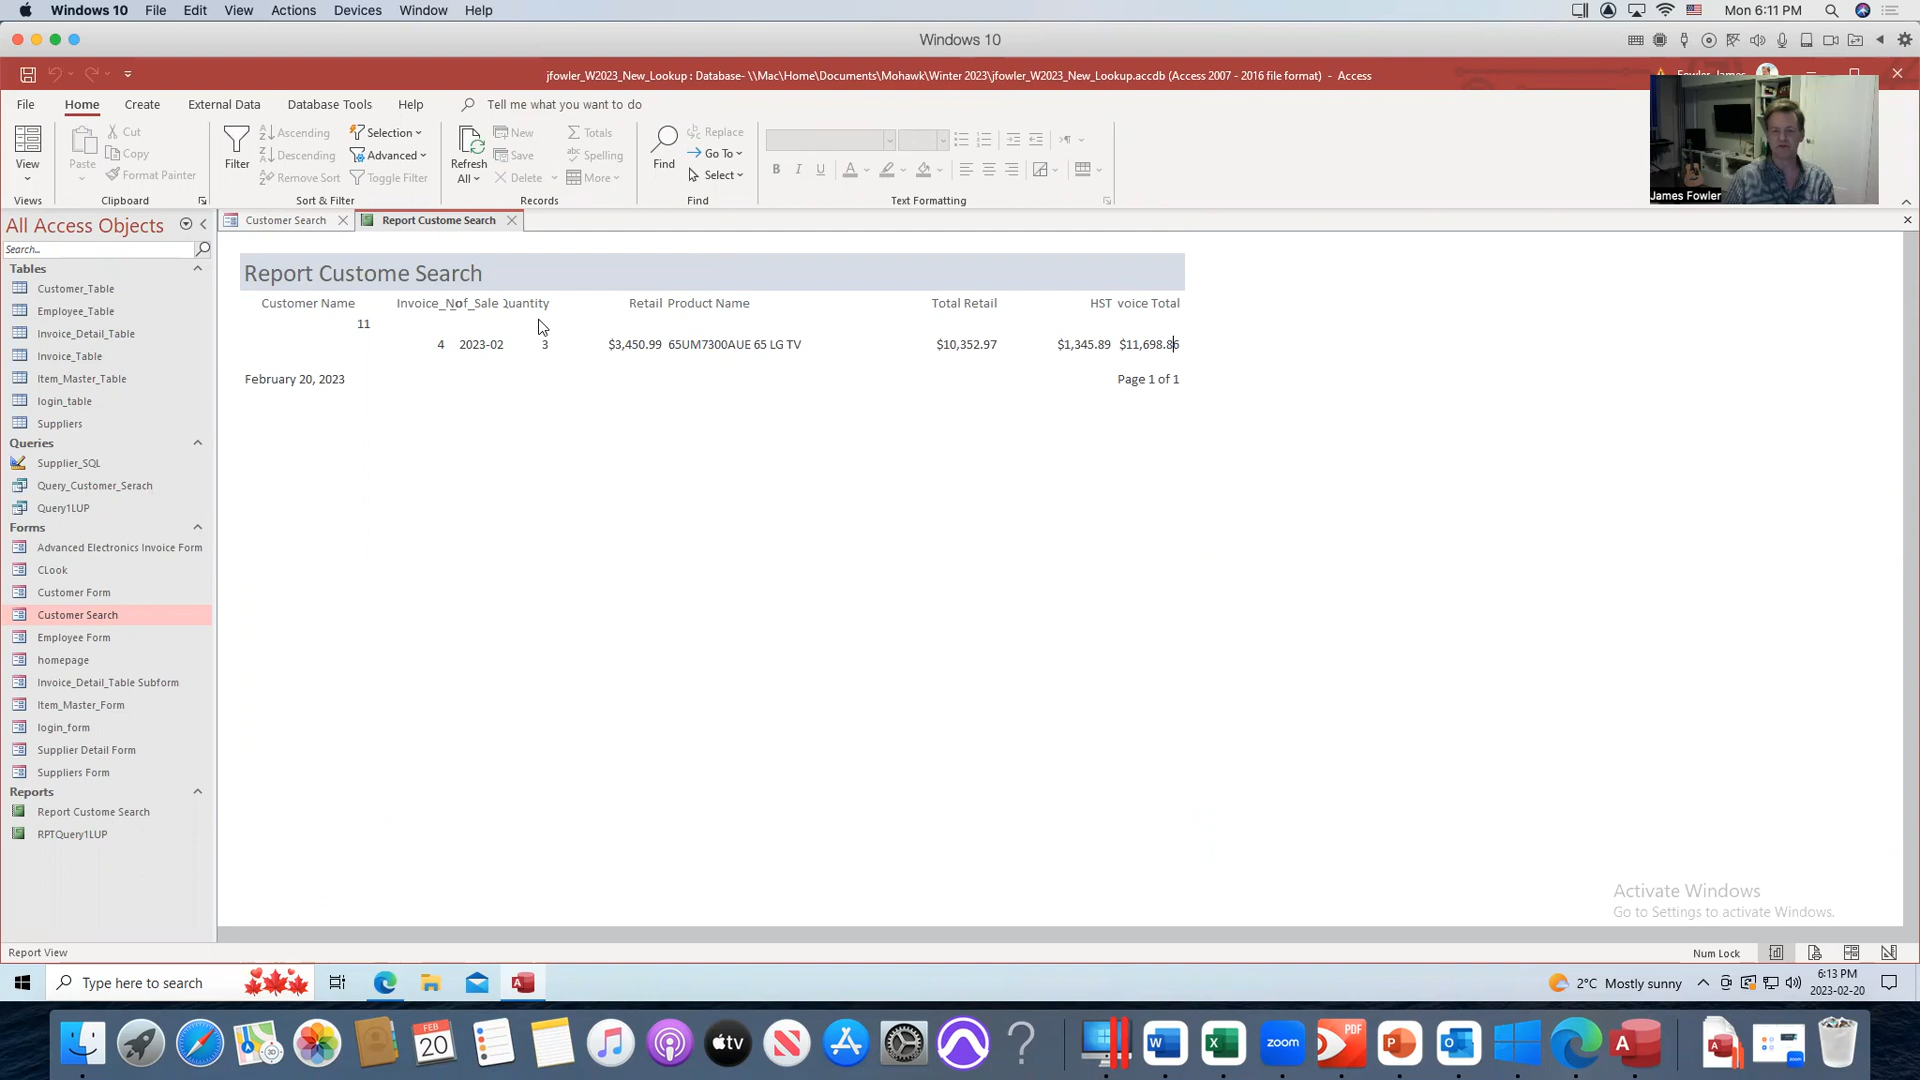 Windows 10 File Edit View Actions Devices Window Help Mon 6:11 PM
Windows 10
jfowler_W2023_New_Lookup : Database- \\Mac\Home\Documents\Mohawk\Winter 2023\jfowler_W2023_New_Lookup.accdb (Access 2007 - 2016 file format) - Access
File Home Create External Data Database Tools Help Tell me what you want to do
View
Views
Paste
Cut
Copy
Format Painter
Clipboard
Filter
Ascending
Descending
Remove Sort
Selection
Advanced
Toggle Filter
Sort & Filter
Refresh
All
New
Save
Delete
Totals
Spelling
More
Records
Find
Replace
Go To
Select
Find
B I U
Text Formatting
James Fowler
All Access Objects
Search...
Tables
Customer_Table
Employee_Table
Invoice_Detail_Table
Invoice_Table
Item_Master_Table
login_table
Suppliers
Queries
Supplier_SQL
Query_Customer_Serach
Query1LUP
Forms
Advanced Electronics Invoice Form
CLook
Customer Form
Customer Search
Employee Form
homepage
Invoice_Detail_Table Subform
Item_Master_Form
login_form
Supplier Detail Form
Suppliers Form
Reports
Report Custome Search
RPTQuery1LUP
Customer Search Report Custome Search
Report Custome Search
Customer Name Invoice_No of_Sale Quantity Retail Product Name Total Retail HST voice Total
11
4 2023-02 3 $3,450.99 65UM7300AUE 65 LG TV $10,352.97 $1,345.89 $11,698.86
February 20, 2023 Page 1 of 1
Activate Windows
Go to Settings to activate Windows.
Report View Num Lock
Type here to search
2°C Mostly sunny
6:13 PM
2023-02-20
FEB
20
tv
zoom
PDF